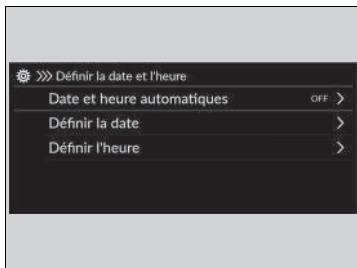 >>> Définir la date et l'heure
Date et heure automatiques OFF >
Définir la date >
Définir l'heure >